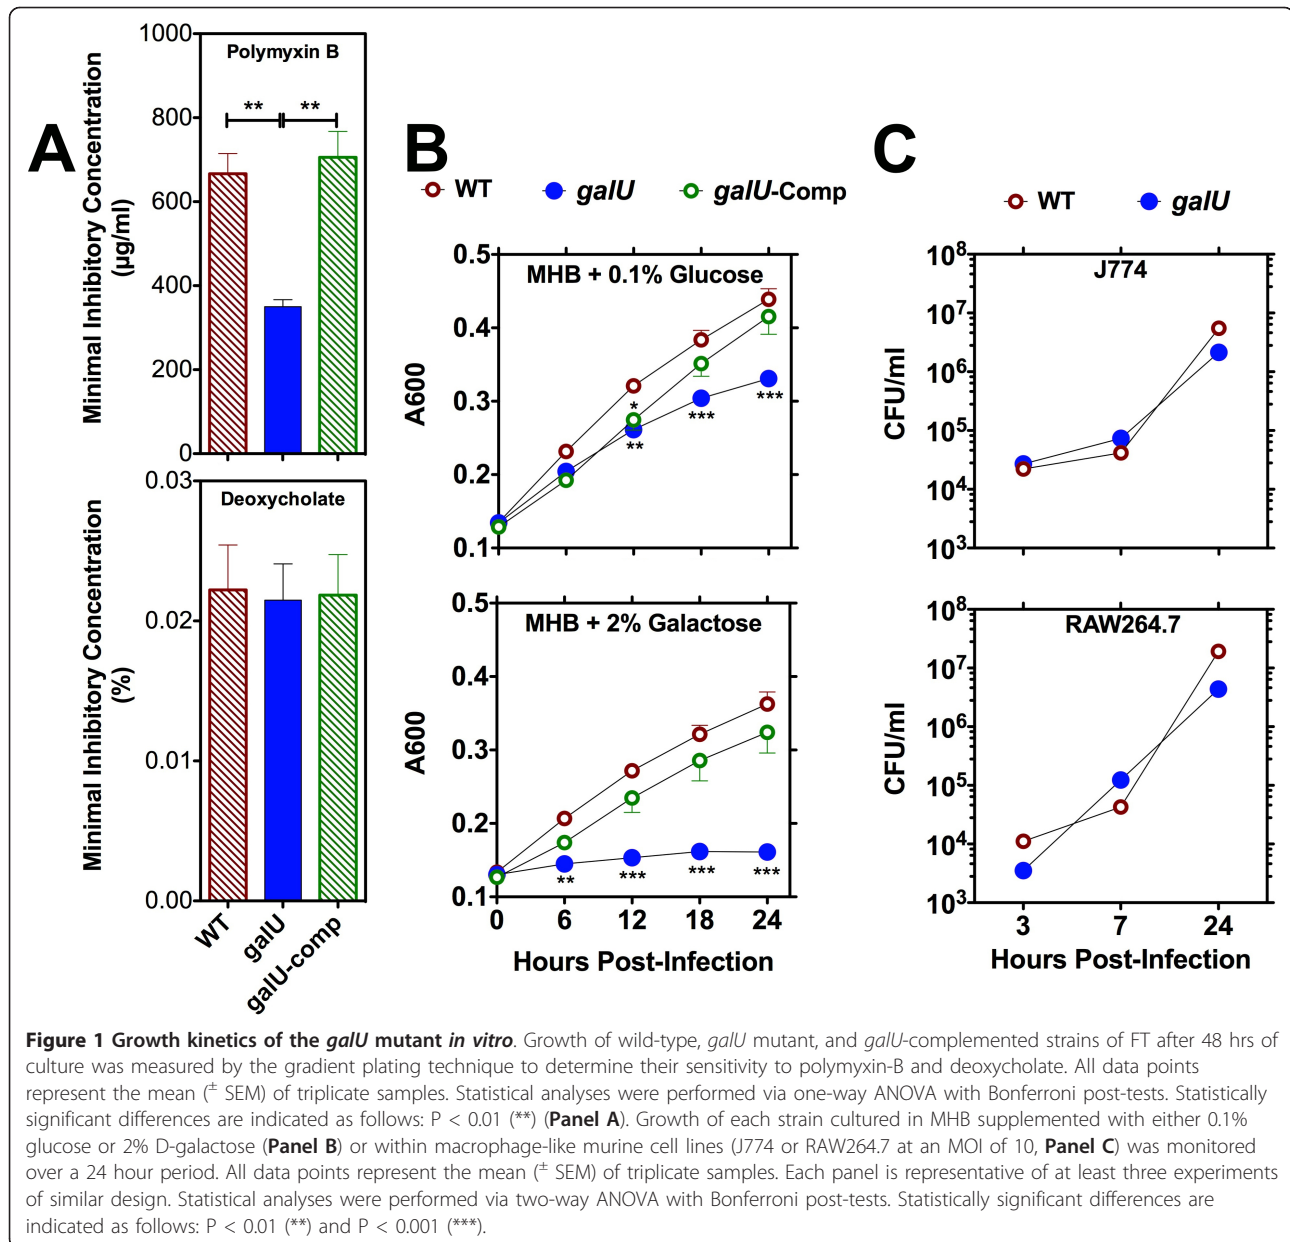 A
Minimal Inhibitory Concentration
(µg/ml)
1000
800
600
400
200
0
Polymyxin B
** **
Minimal Inhibitory Concentration
(%)
0.03
0.02
0.01
0.00
Deoxycholate
WT
galU
galU-comp
B
WT galU galU-Comp
A600
0.5
0.4
0.3
0.2
0.1
MHB + 0.1% Glucose
*
**
***
***
A600
0.5
0.4
0.3
0.2
0.1
MHB + 2% Galactose
**
***
***
***
0 6 12 18 24
Hours Post-Infection
C
WT galU
CFU/ml
10⁸
10⁷
10⁶
10⁵
10⁴
10³
J774
CFU/ml
10⁸
10⁷
10⁶
10⁵
10⁴
10³
RAW264.7
3 7 24
Hours Post-Infection
Figure 1 Growth kinetics of the galU mutant in vitro. Growth of wild-type, galU mutant, and galU-complemented strains of FT after 48 hrs of
culture was measured by the gradient plating technique to determine their sensitivity to polymyxin-B and deoxycholate. All data points
represent the mean (± SEM) of triplicate samples. Statistical analyses were performed via one-way ANOVA with Bonferroni post-tests. Statistically
significant differences are indicated as follows: P < 0.01 (**) (Panel A). Growth of each strain cultured in MHB supplemented with either 0.1%
glucose or 2% D-galactose (Panel B) or within macrophage-like murine cell lines (J774 or RAW264.7 at an MOI of 10, Panel C) was monitored
over a 24 hour period. All data points represent the mean (± SEM) of triplicate samples. Each panel is representative of at least three experiments
of similar design. Statistical analyses were performed via two-way ANOVA with Bonferroni post-tests. Statistically significant differences are
indicated as follows: P < 0.01 (**) and P < 0.001 (***).